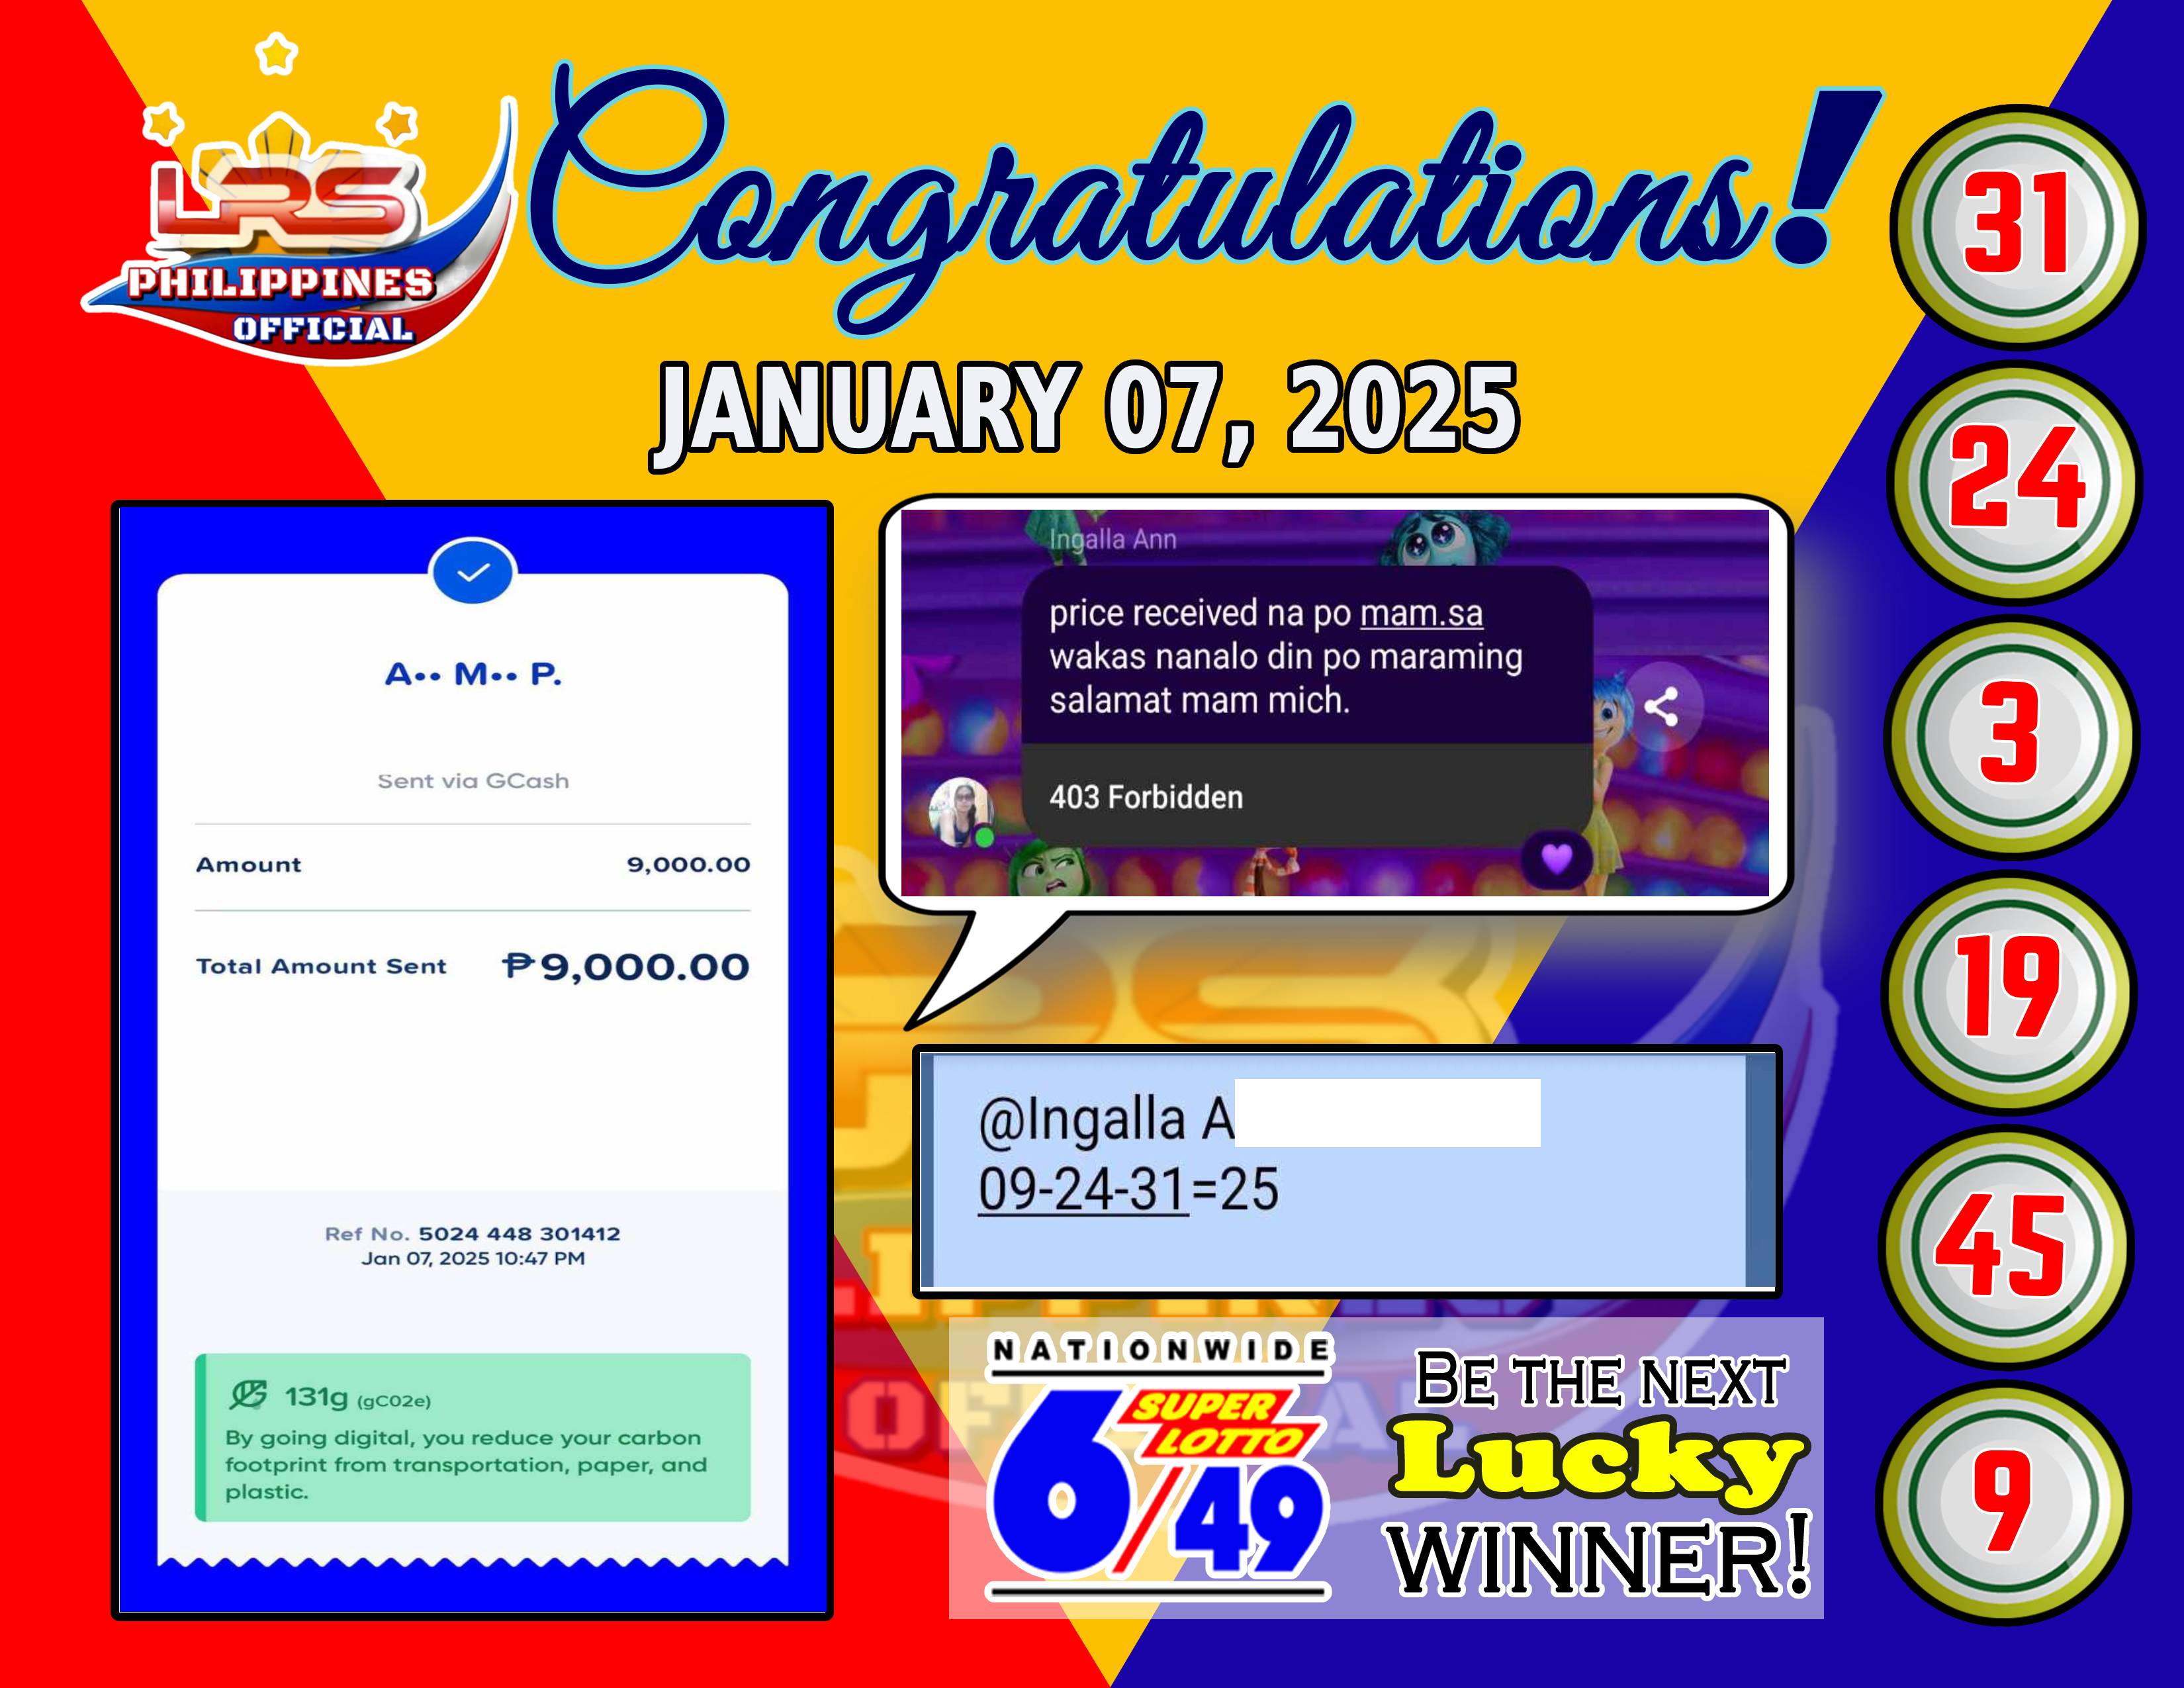 LRS
PHILIPPINES
OFFICIAL
Congratulations!
JANUARY 07, 2025
A•• M•• P.
Sent via GCash
Amount 9,000.00
Total Amount Sent ₱9,000.00
Ref No. 5024 448 301412
Jan 07, 2025 10:47 PM
131g (gC02e)
By going digital, you reduce your carbon
footprint from transportation, paper, and
plastic.
Ingalla Ann
price received na po mam.sa
wakas nanalo din po maraming
salamat mam mich.
403 Forbidden
@Ingalla A
09-24-31=25
NATIONWIDE
SUPER
LOTTO
6/49
BE THE NEXT
Lucky
WINNER!
31
24
3
19
45
9